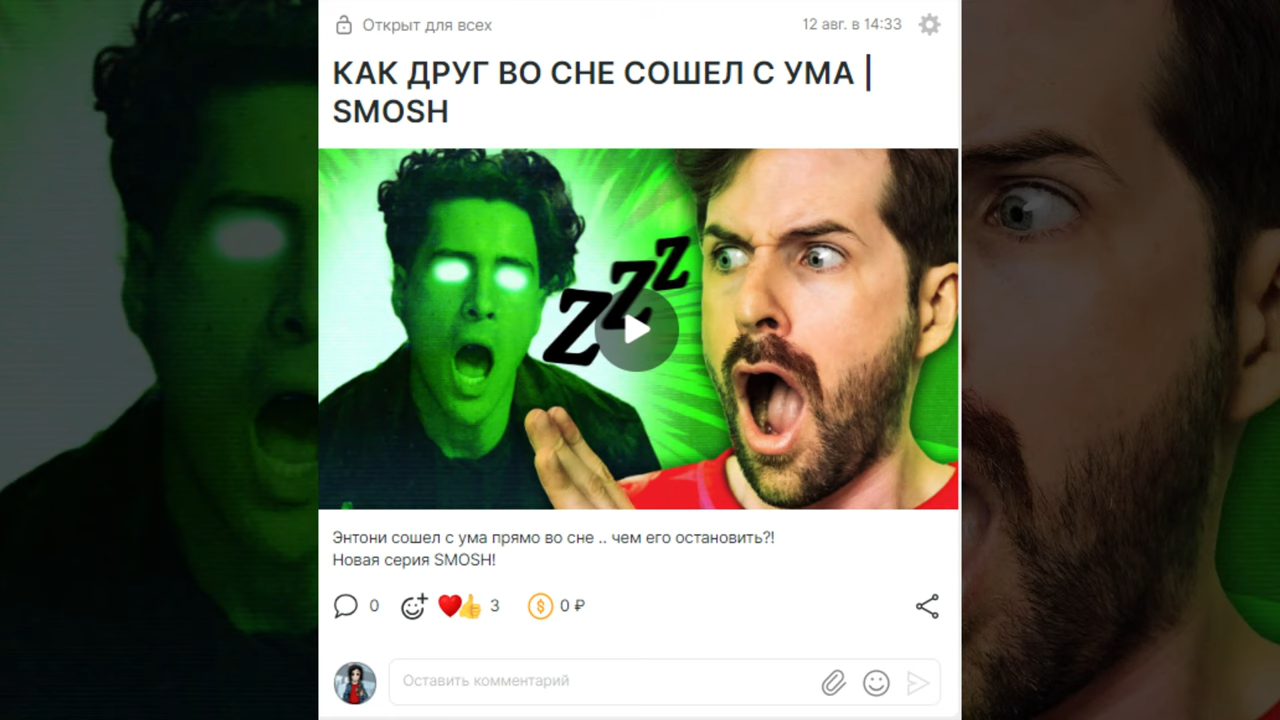 Открыт для всех 12 авг. в 14:33
КАК ДРУГ ВО СНЕ СОШЕЛ С УМА |
SMOSH
ZZZ
Энтони сошел с ума прямо во сне .. чем его остановить?!
Новая серия SMOSH!
0 3 0 ₽
Оставить комментарий